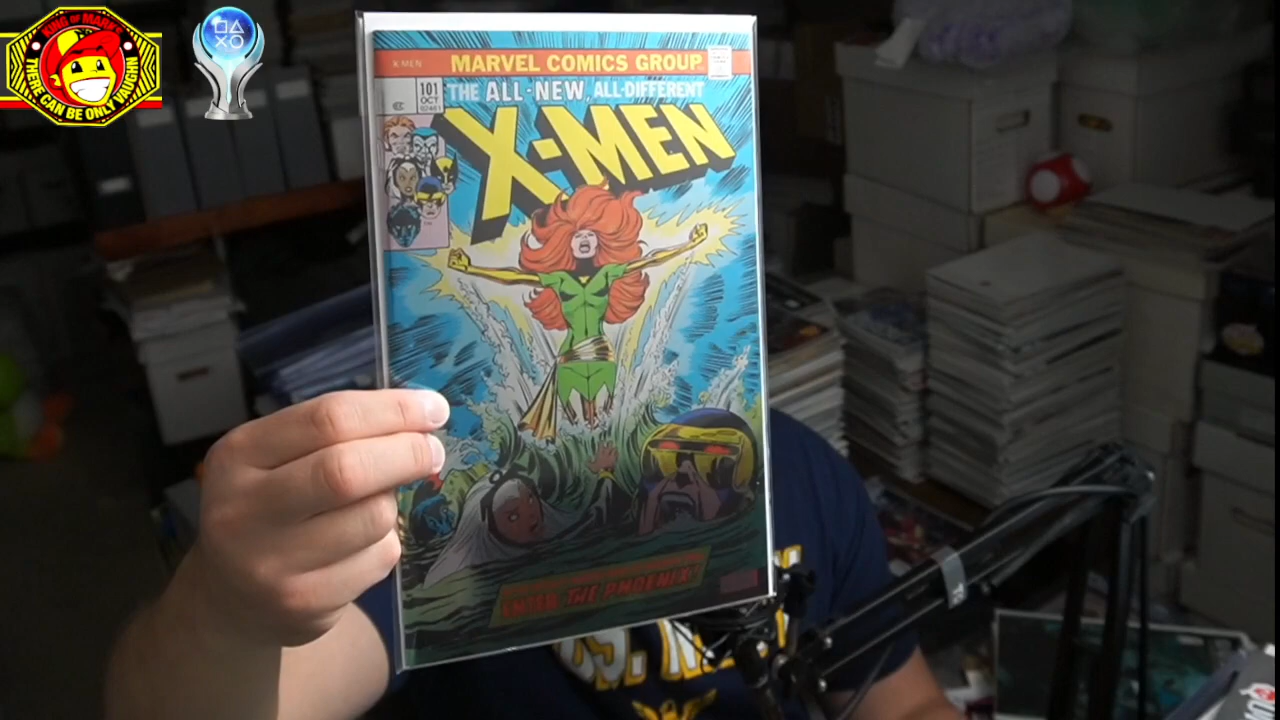 KING OF MARKS
THERE CAN BE ONLY VAUGHN
X-MEN
MARVEL COMICS GROUP
101
OCT
02461
THE ALL-NEW, ALL-DIFFERENT
X-MEN
ENTER THE PHOENIX!